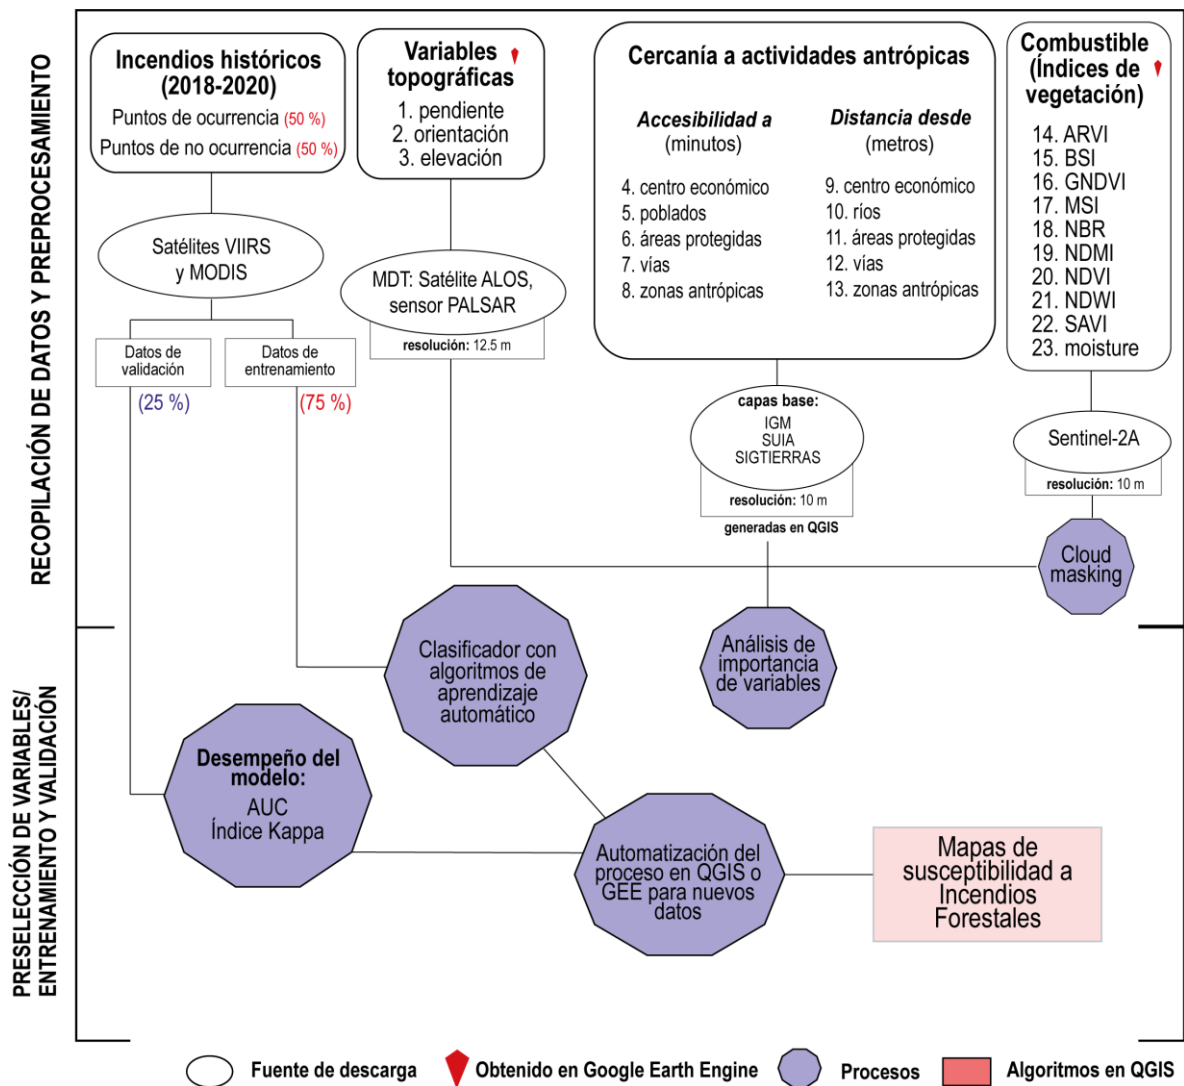 RECOPILACIÓN DE DATOS Y PREPROCESAMIENTO
Incendios históricos
(2018-2020)
Puntos de ocurrencia (50 %)
Puntos de no ocurrencia (50 %)
Satélites VIIRS
y MODIS
Datos de
validación
(25 %)
Datos de
entrenamiento
(75 %)
Variables
topográficas
1. pendiente
2. orientación
3. elevación
MDT: Satélite ALOS,
sensor PALSAR
resolución: 12.5 m
Cercanía a actividades antrópicas
Accesibilidad a
(minutos)
4. centro económico
5. poblados
6. áreas protegidas
7. vías
8. zonas antrópicas
Distancia desde
(metros)
9. centro económico
10. ríos
11. áreas protegidas
12. vías
13. zonas antrópicas
capas base:
IGM
SUIA
SIGTIERRAS
resolución: 10 m
generadas en QGIS
Combustible
(Índices de
vegetación)
14. ARVI
15. BSI
16. GNDVI
17. MSI
18. NBR
19. NDMI
20. NDVI
21. NDWI
22. SAVI
23. moisture
Sentinel-2A
resolución: 10 m
Cloud
masking
PRESELECCIÓN DE VARIABLES/
ENTRENAMIENTO Y VALIDACIÓN
Clasificador con
algoritmos de
aprendizaje
automático
Análisis de
importancia
de variables
Desempeño del
modelo:
AUC
Índice Kappa
Automatización del
proceso en QGIS o
GEE para nuevos
datos
Mapas de
susceptibilidad a
Incendios
Forestales
Fuente de descarga
Obtenido en Google Earth Engine
Procesos
Algoritmos en QGIS